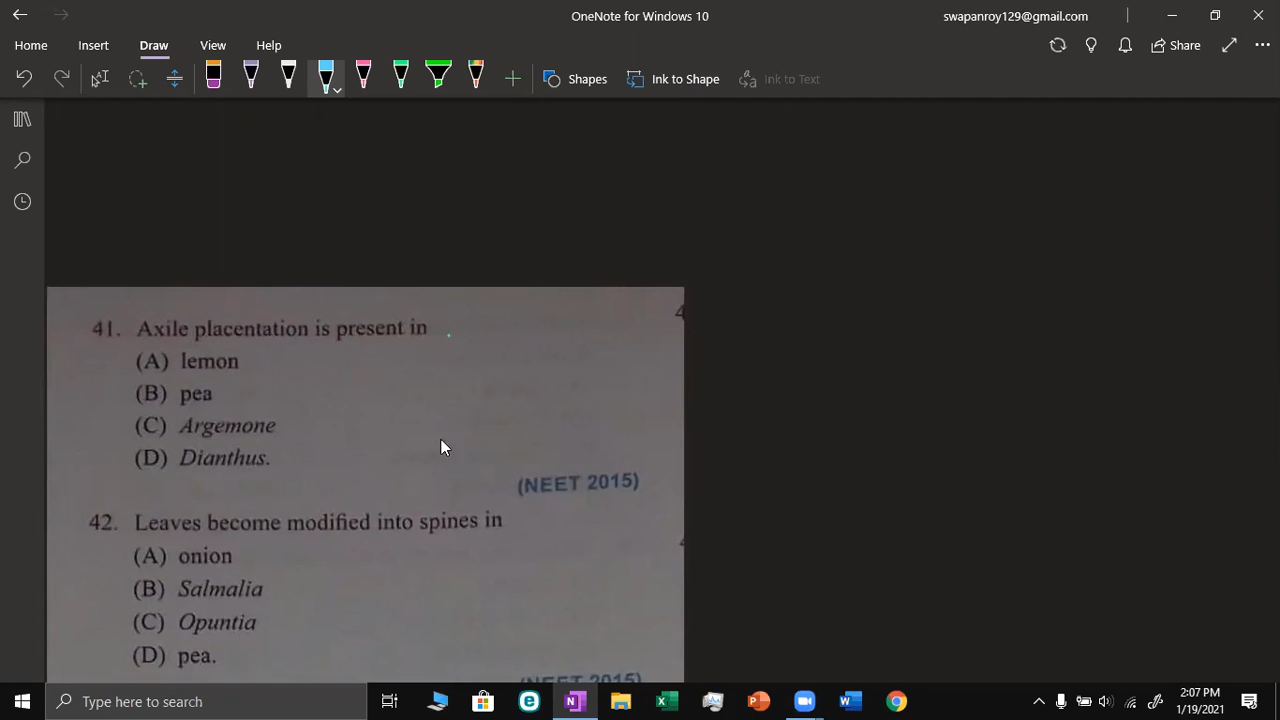 OneNote for Windows 10
swapanroy129@gmail.com
Home Insert Draw View Help
Share
Shapes Ink to Shape Ink to Text
41. Axile placentation is present in
(A) lemon
(B) pea
(C) Argemone
(D) Dianthus.
(NEET 2015)
42. Leaves become modified into spines in
(A) onion
(B) Salmalia
(C) Opuntia
(D) pea.
(NEET 2015)
Type here to search
2:07 PM
1/19/2021